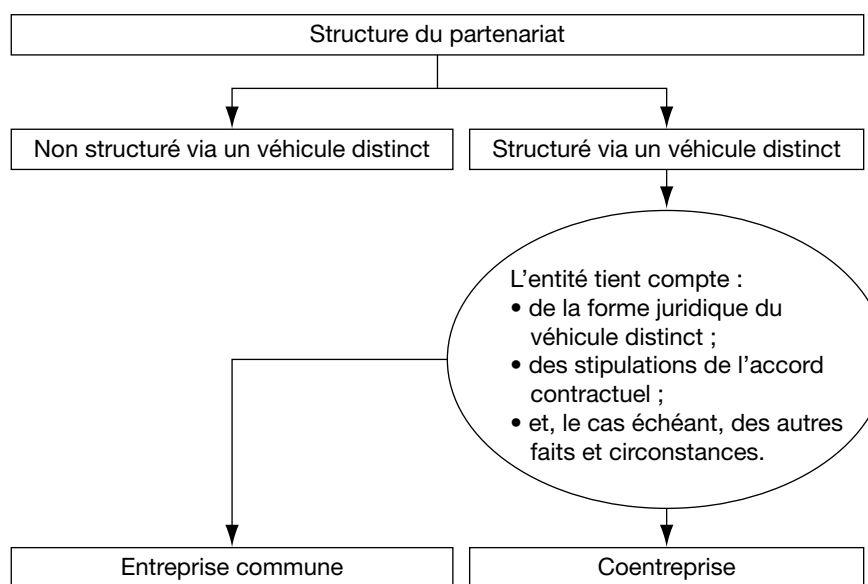 Structure du partenariat
Non structuré via un véhicule distinct
Structuré via un véhicule distinct
L’entité tient compte :
• de la forme juridique du
véhicule distinct ;
• des stipulations de l’accord
contractuel ;
• et, le cas échéant, des autres
faits et circonstances.
Entreprise commune
Coentreprise